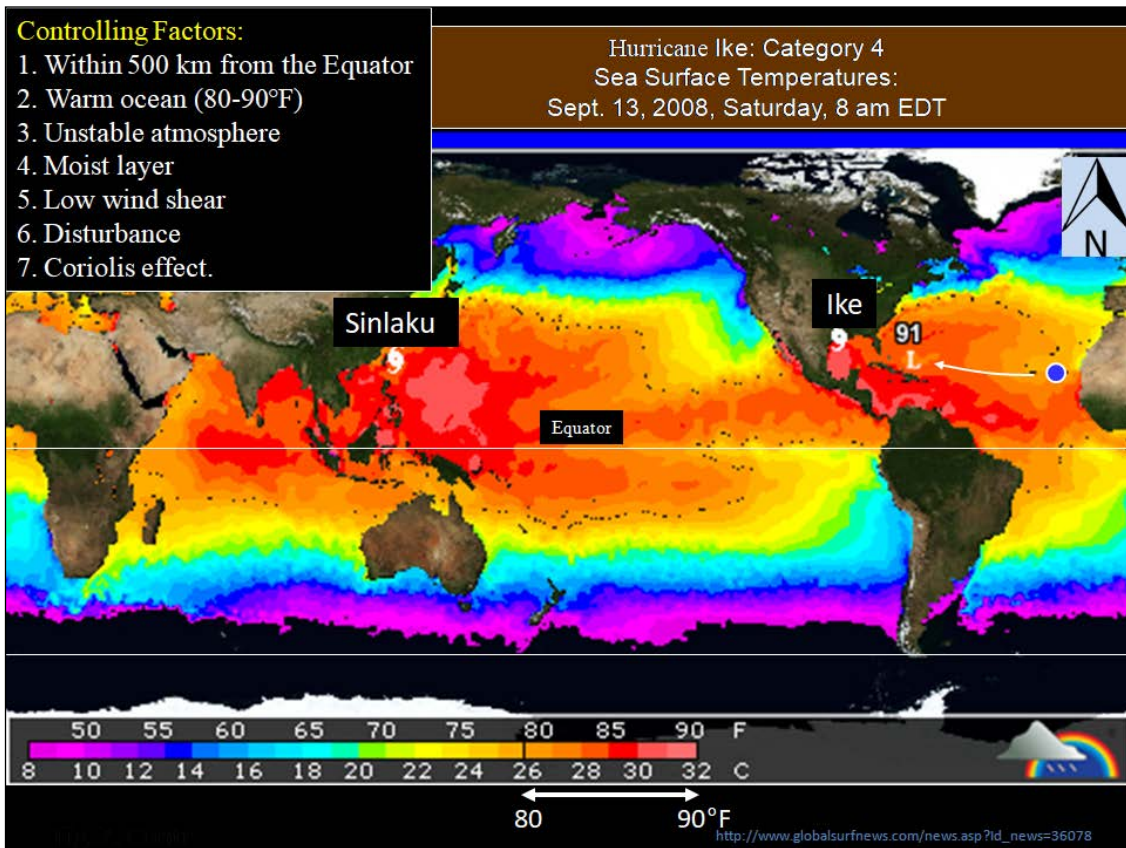 Controlling Factors:
1. Within 500 km from the Equator
2. Warm ocean (80-90°F)
3. Unstable atmosphere
4. Moist layer
5. Low wind shear
6. Disturbance
7. Coriolis effect.
Hurricane Ike: Category 4
Sea Surface Temperatures:
Sept. 13, 2008, Saturday, 8 am EDT
N
Sinlaku
Ike
91
L
Equator
50 55 60 65 70 75 80 85 90 F
8 10 12 14 16 18 20 22 24 26 28 30 32 C
80 90°F
http://www.globalsurfnews.com/news.asp?Id_news=36078